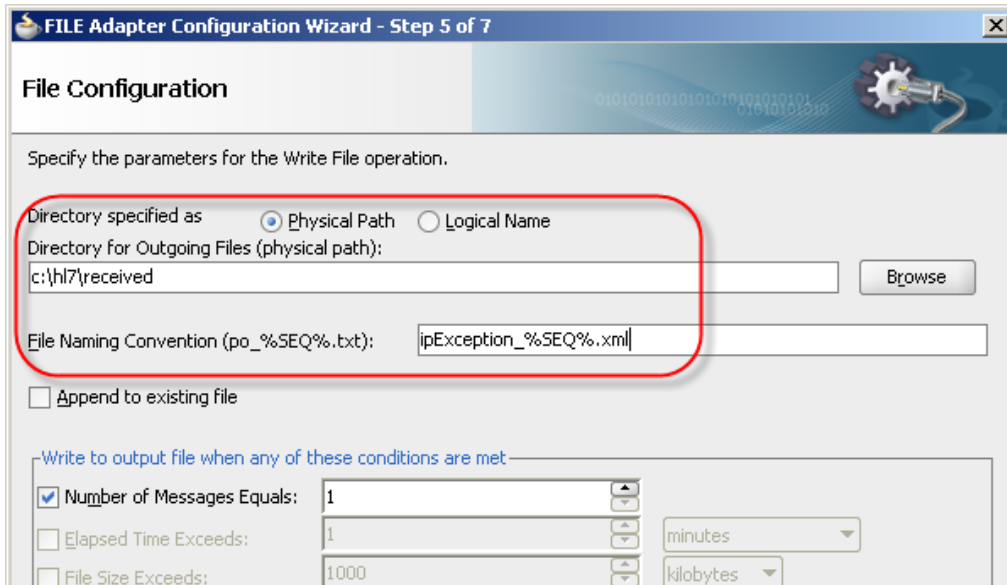 FILE Adapter Configuration Wizard - Step 5 of 7
File Configuration
Specify the parameters for the Write File operation.
Directory specified as Physical Path Logical Name
Directory for Outgoing Files (physical path):
c:\hl7\received Browse
File Naming Convention (po_%SEQ%.txt): ipException_%SEQ%.xml
Append to existing file
Write to output file when any of these conditions are met
Number of Messages Equals: 1
Elapsed Time Exceeds: 1 minutes
File Size Exceeds: 1000 kilobytes